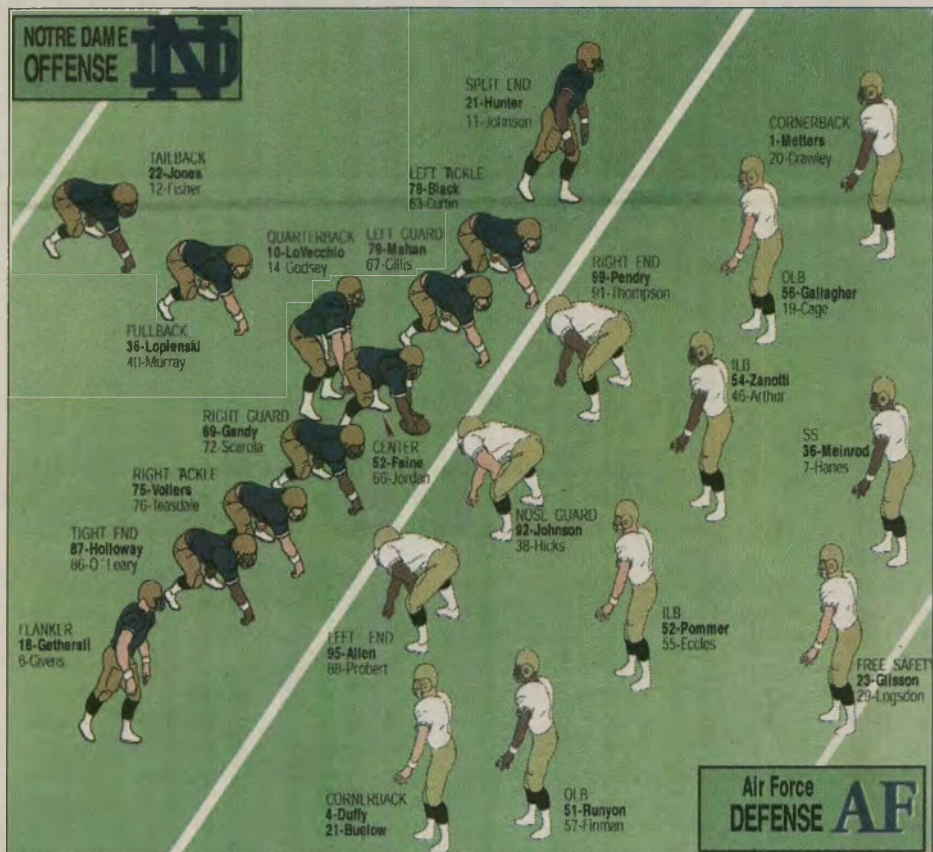 NOTRE DAME
OFFENSE
ND
SPLIT END
21-Hunter
11-Johnson
CORNERBACK
1-Metters
20-Crawley
TAILBACK
22-Jones
12-Fisher
LEFT TACKLE
78-Black
63-Curtin
QUARTERBACK
10-LoVecchio
14-Godsey
LEFT GUARD
79-Mahan
67-Gillis
RIGHT END
99-Pendry
91-Thompson
OLB
56-Gallagher
19-Cage
FULLBACK
36-Lopienski
40-Murray
ILB
54-Zanotti
46-Arthur
RIGHT GUARD
69-Gandy
72-Scarola
CENTER
52-Faine
66-Jordan
SS
36-Meinrod
7-Hanes
RIGHT TACKLE
75-Vollers
76-Teasdale
NOSE GUARD
92-Johnson
38-Hicks
TIGHT END
87-Holloway
86-O'Leary
FLANKER
18-Getherall
6-Givens
LEFT END
95-Allen
88-Probert
ILB
52-Pommer
55-Eccles
FREE SAFETY
23-Glisson
29-Logsdon
CORNERBACK
4-Duffy
21-Buelow
OLB
51-Runyon
57-Finman
Air Force
DEFENSE
AF